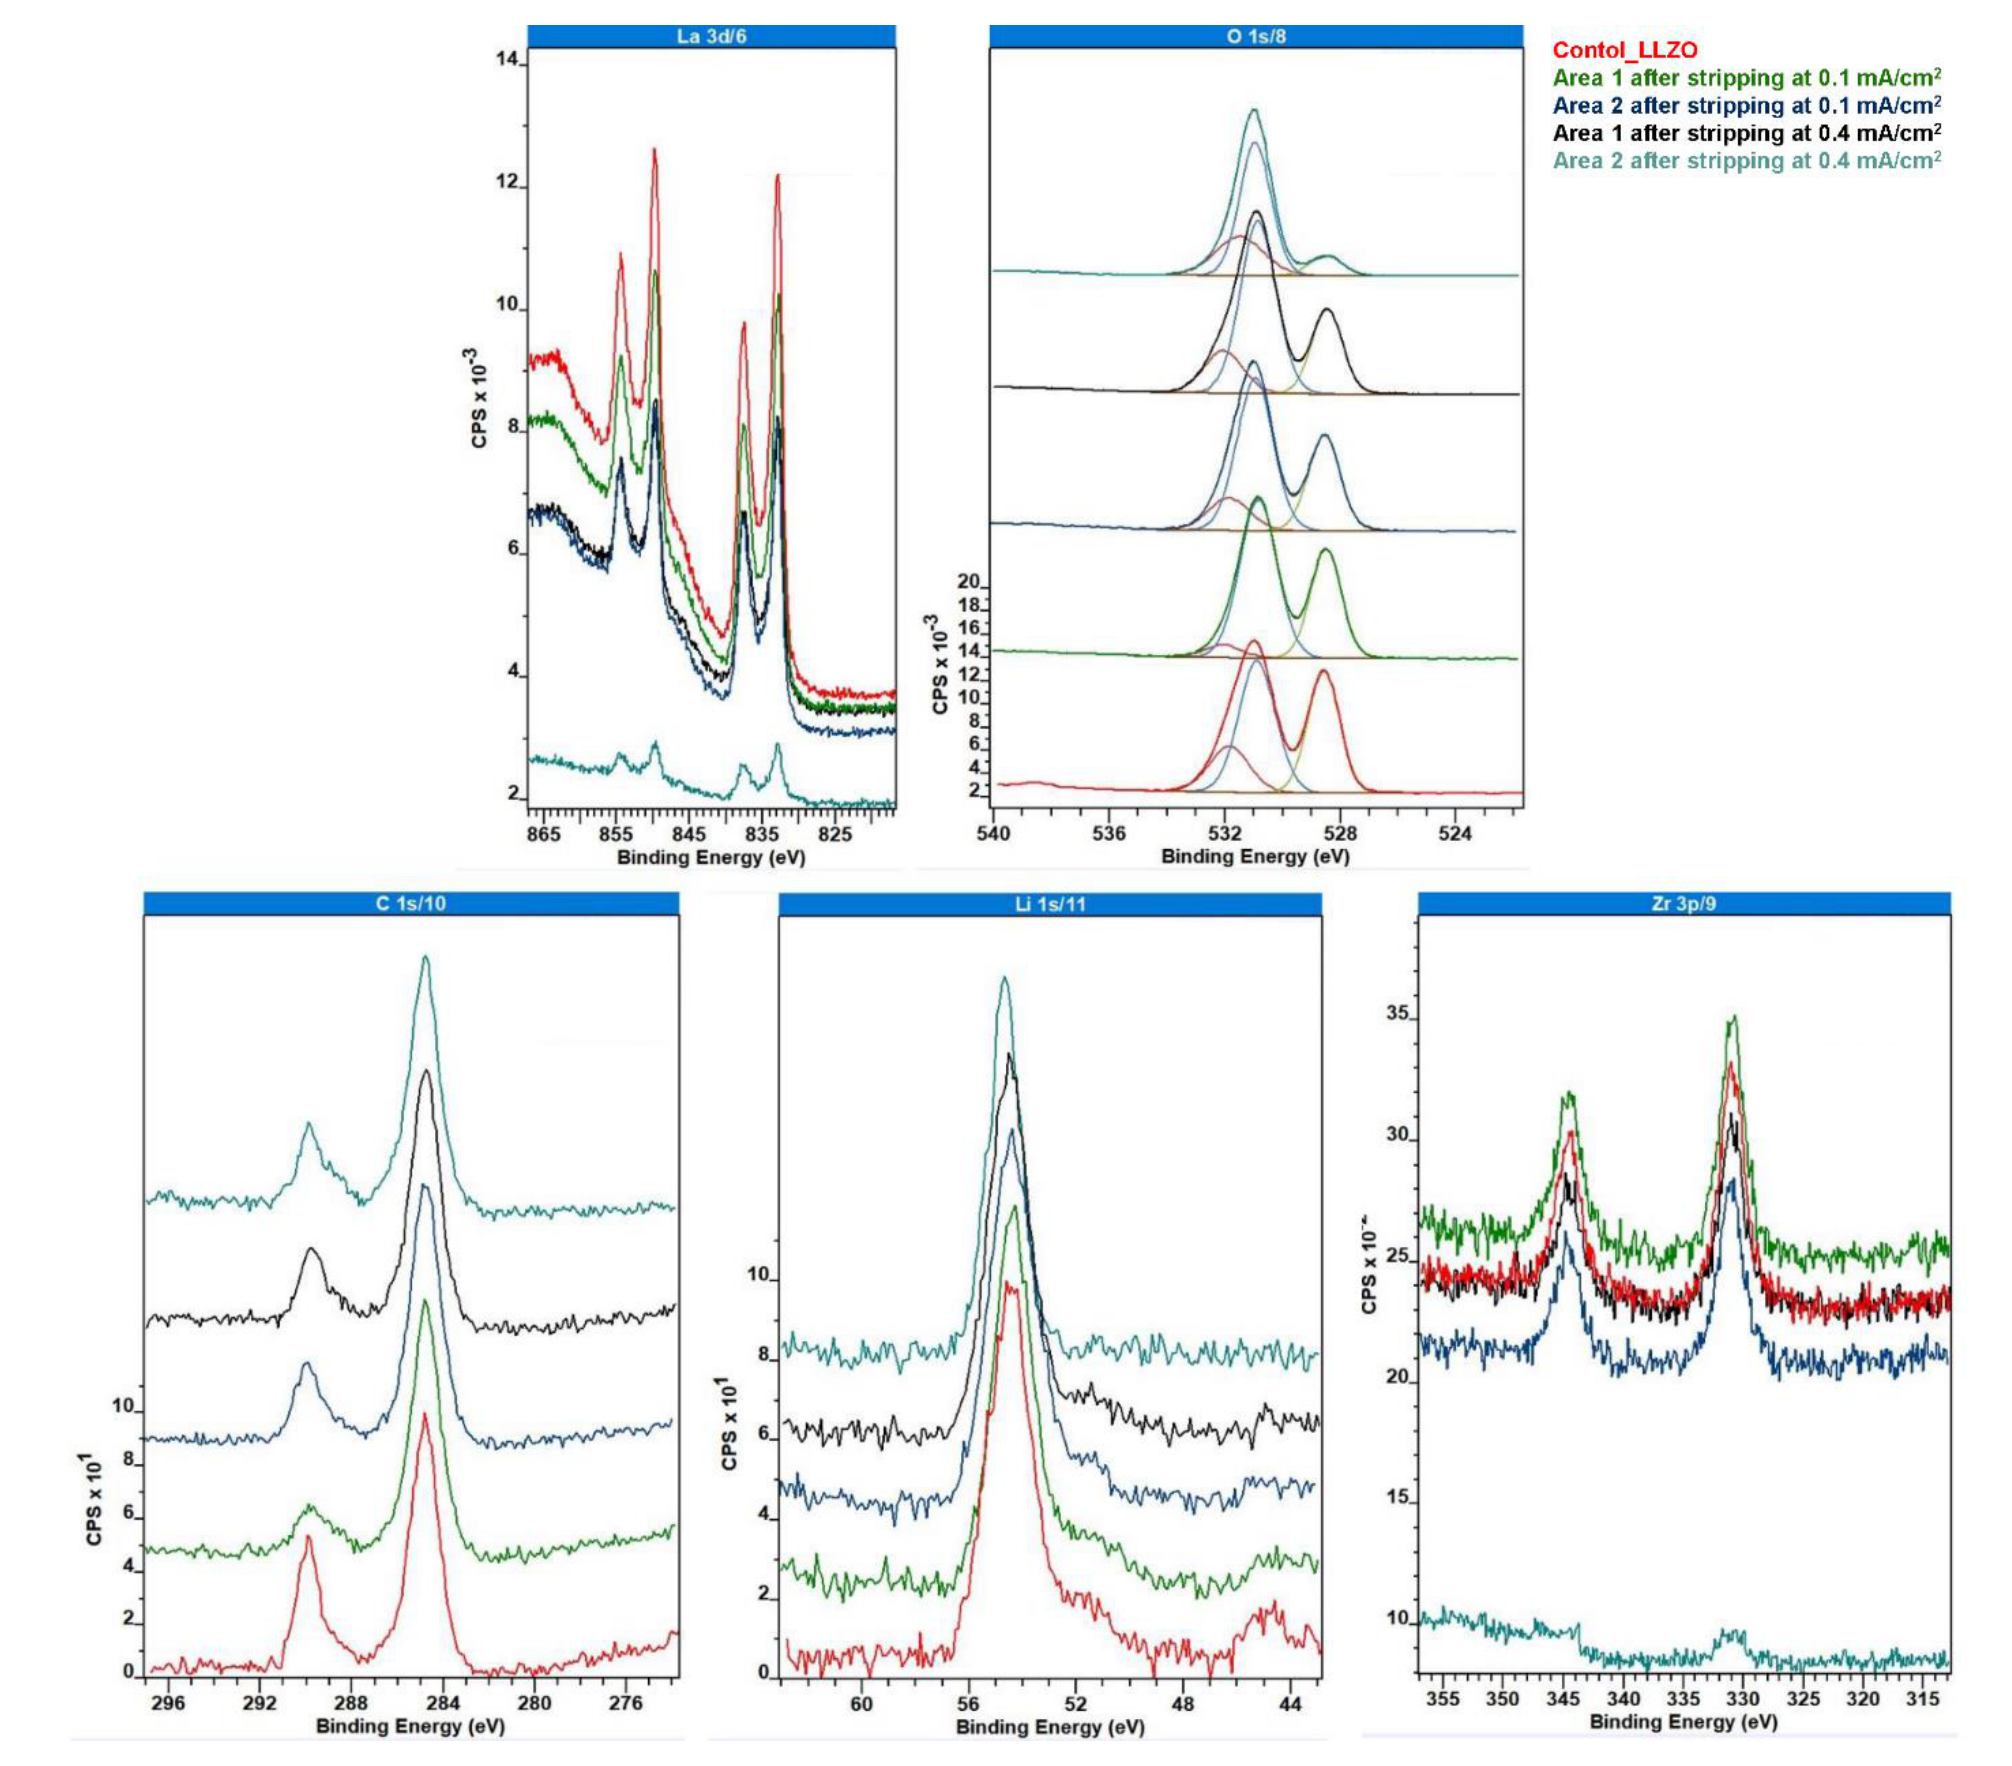 La 3d/6
14
12
10
8
6
4
2
CPS x 10-3
865 855 845 835 825
Binding Energy (eV)
O 1s/8
20
18
16
14
12
10
8
6
4
2
CPS x 10-3
540 536 532 528 524
Binding Energy (eV)
Contol_LLZO
Area 1 after stripping at 0.1 mA/cm2
Area 2 after stripping at 0.1 mA/cm2
Area 1 after stripping at 0.4 mA/cm2
Area 2 after stripping at 0.4 mA/cm2
C 1s/10
10
8
6
4
2
0
CPS x 101
296 292 288 284 280 276
Binding Energy (eV)
Li 1s/11
10
8
6
4
2
0
CPS x 101
60 56 52 48 44
Binding Energy (eV)
Zr 3p/9
35
30
25
20
15
10
CPS x 10
355 350 345 340 335 330 325 320 315
Binding Energy (eV)